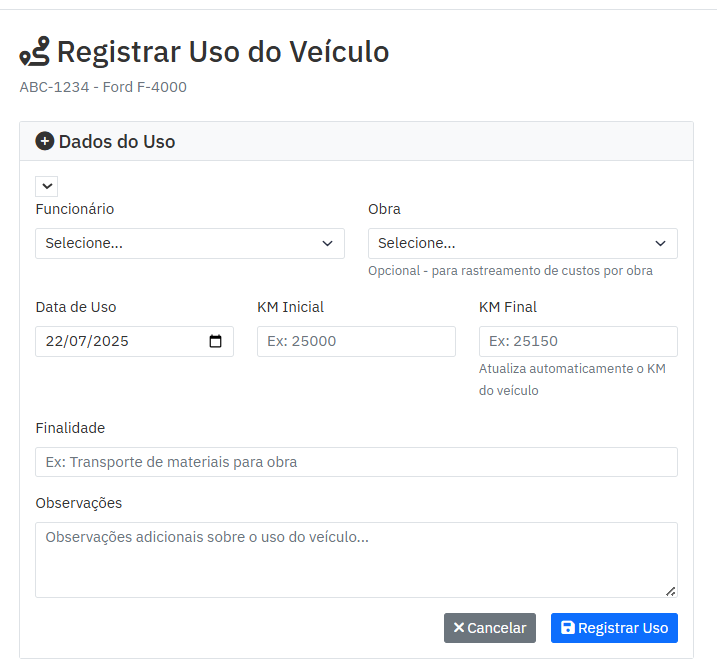 Registrar Uso do Veículo
ABC-1234 - Ford F-4000
Dados do Uso
Funcionário Obra
Selecione... Selecione...
Opcional - para rastreamento de custos por obra
Data de Uso KM Inicial KM Final
22/07/2025 Ex: 25000 Ex: 25150
Atualiza automaticamente o KM
do veículo
Finalidade
Ex: Transporte de materiais para obra
Observações
Observações adicionais sobre o uso do veículo...
Cancelar Registrar Uso